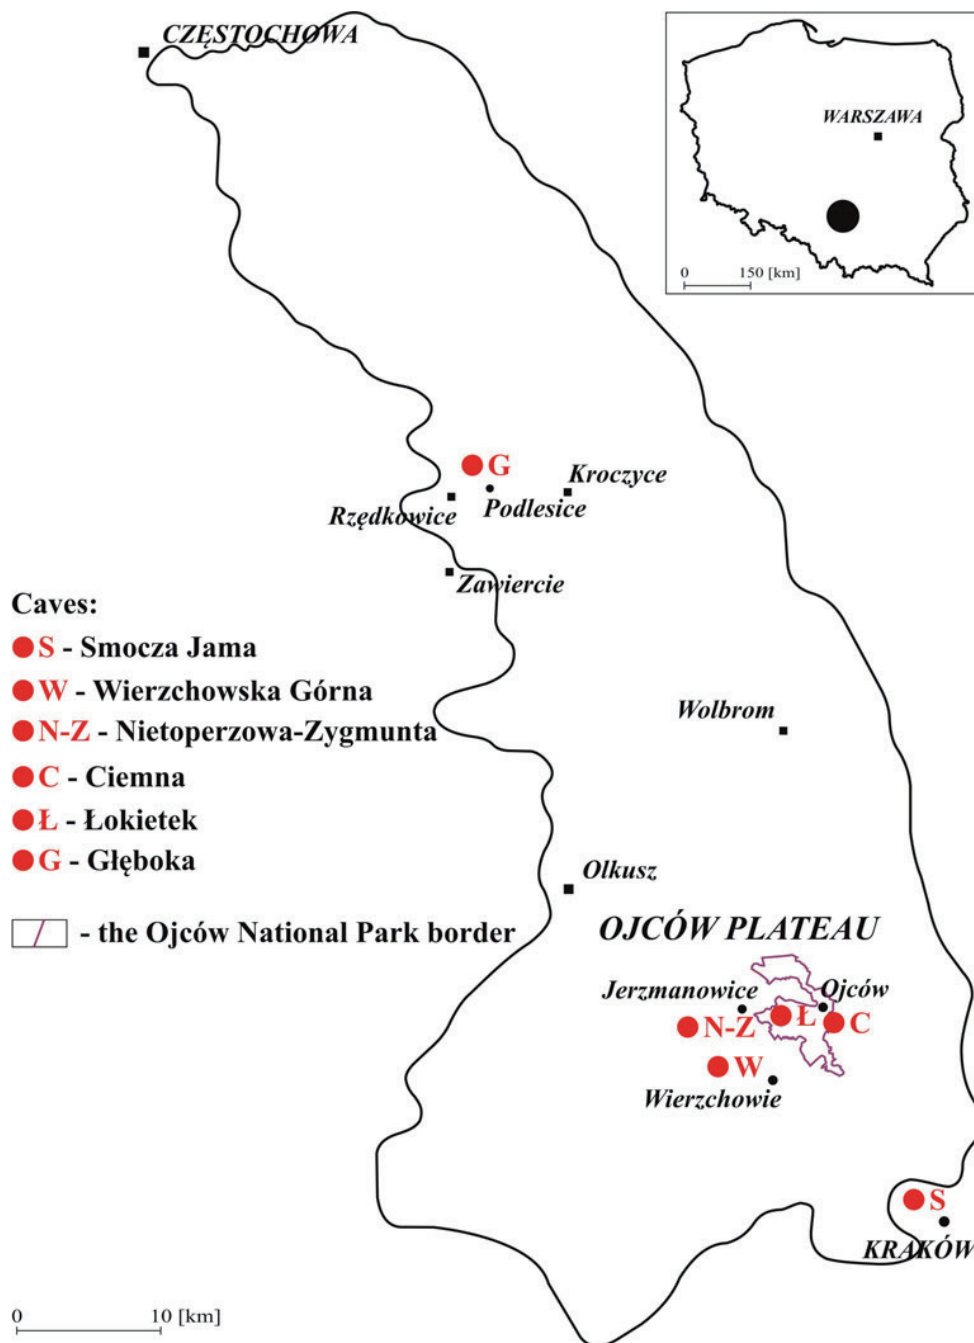 CZĘSTOCHOWA
WARSZAWA
0 150 [km]
G
Kroczyce
Rzędkowice
Podlesice
Zawiercie
Caves:
S - Smocza Jama
W - Wierzchowska Górna
N-Z - Nietoperzowa-Zygmunta
C - Ciemna
Ł - Łokietek
G - Głęboka
- the Ojców National Park border
Wolbrom
Olkusz
OJCÓW PLATEAU
Jerzmanowice
Ojców
N-Z
Ł
C
W
Wierzchowie
S
KRAKÓW
0 10 [km]